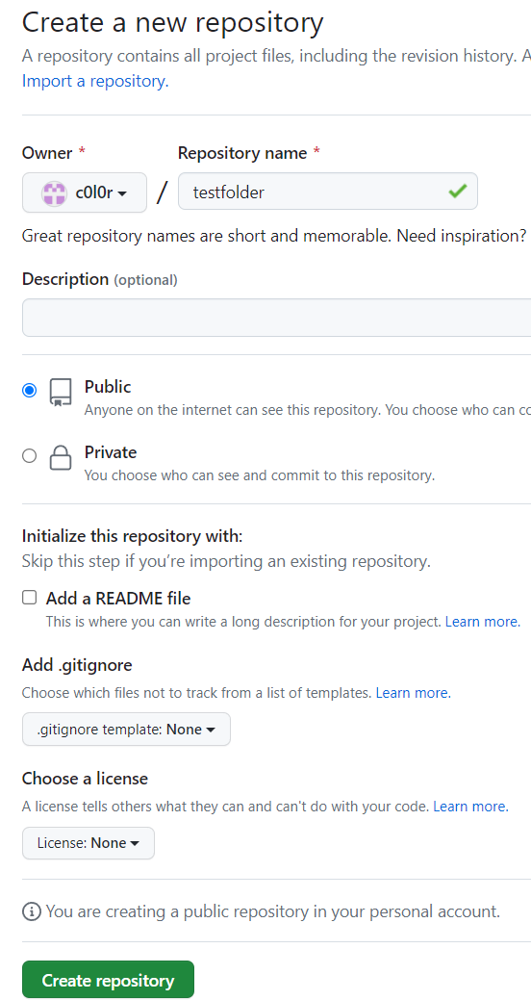 Create a new repository
A repository contains all project files, including the revision history. A
Import a repository.
Owner *
Repository name *
c0l0r
/
testfolder
Great repository names are short and memorable. Need inspiration?
Description (optional)
Public
Anyone on the internet can see this repository. You choose who can co
Private
You choose who can see and commit to this repository.
Initialize this repository with:
Skip this step if you’re importing an existing repository.
Add a README file
This is where you can write a long description for your project. Learn more.
Add .gitignore
Choose which files not to track from a list of templates. Learn more.
.gitignore template: None
Choose a license
A license tells others what they can and can't do with your code. Learn more.
License: None
You are creating a public repository in your personal account.
Create repository